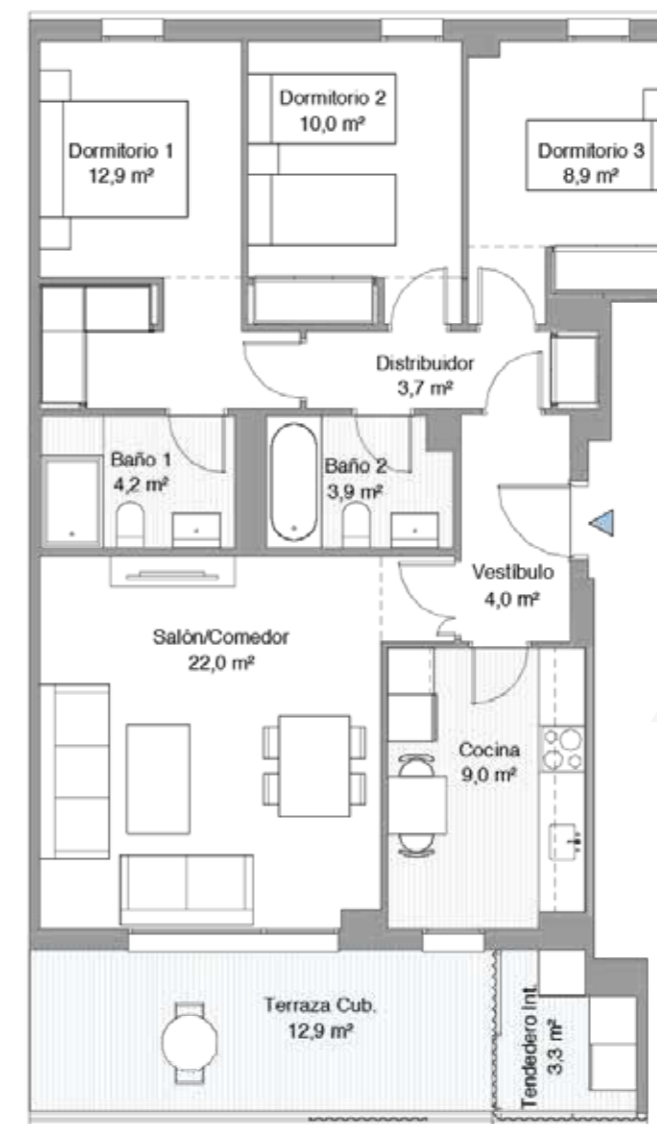 Dormitorio 1
12,9 m²
Dormitorio 2
10,0 m²
Dormitorio 3
8,9 m²
Distribuidor
3,7 m²
Baño 1
4,2 m²
Baño 2
3,9 m²
Vestíbulo
4,0 m²
Salón/Comedor
22,0 m²
Cocina
9,0 m²
Terraza Cub.
12,9 m²
Tendedero Int.
3,3 m²